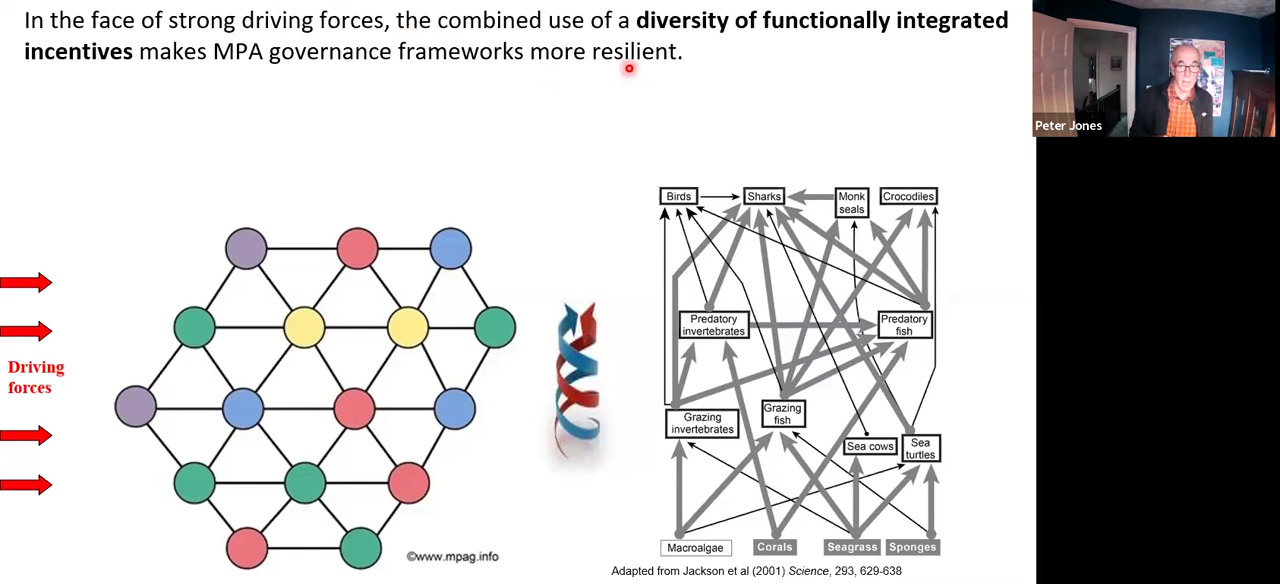 In the face of strong driving forces, the combined use of a diversity of functionally integrated
incentives makes MPA governance frameworks more resilient.
Peter Jones
Driving
forces
©www.mpag.info
Birds
Sharks
Monk
seals
Crocodiles
Predatory
invertebrates
Predatory
fish
Grazing
invertebrates
Grazing
fish
Sea cows
Sea
turtles
Macroalgae
Corals
Seagrass
Sponges
Adapted from Jackson et al (2001) Science, 293, 629-638